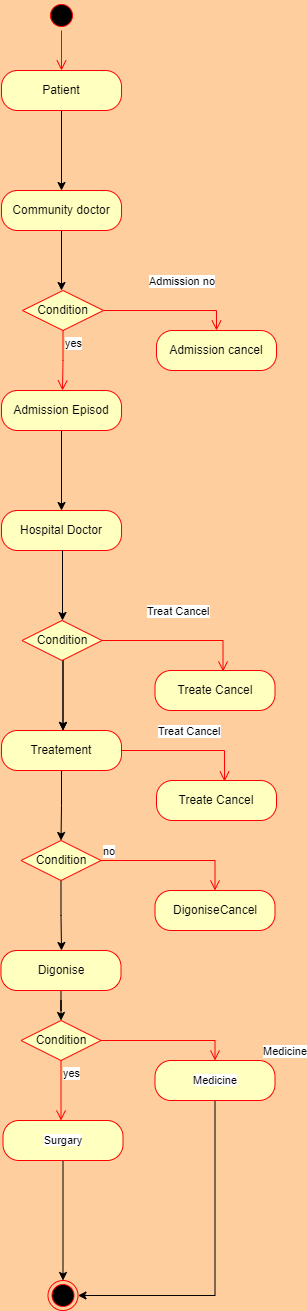 Patient
Community doctor
Admission no
Condition
yes
Admission cancel
Admission Episod
Hospital Doctor
Treat Cancel
Condition
Treate Cancel
Treat Cancel
Treatement
Treate Cancel
no
Condition
DigoniseCancel
Digonise
Condition
Medicine
yes
Medicine
Surgary